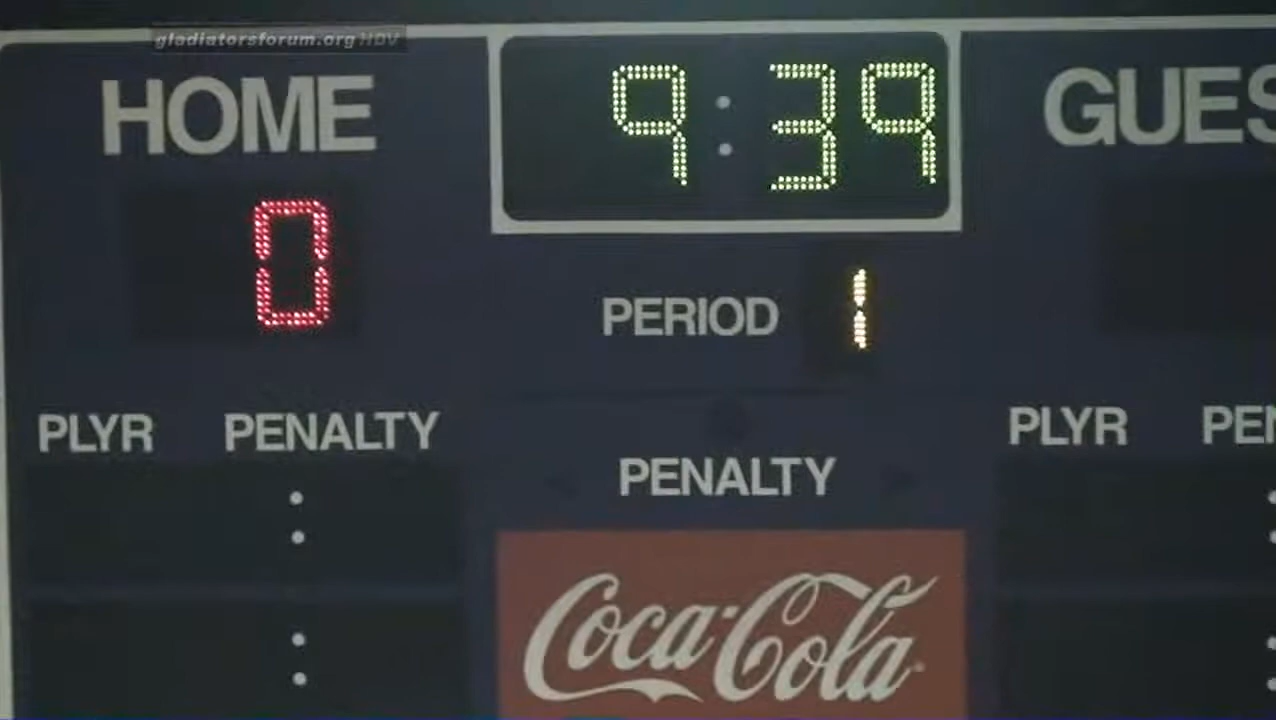 gladiatorsforum.org HDV
HOME
9:39
GUES
0
PERIOD 1
PLYR PENALTY
PENALTY
PLYR PEN
:
:
:
:
Coca-Cola